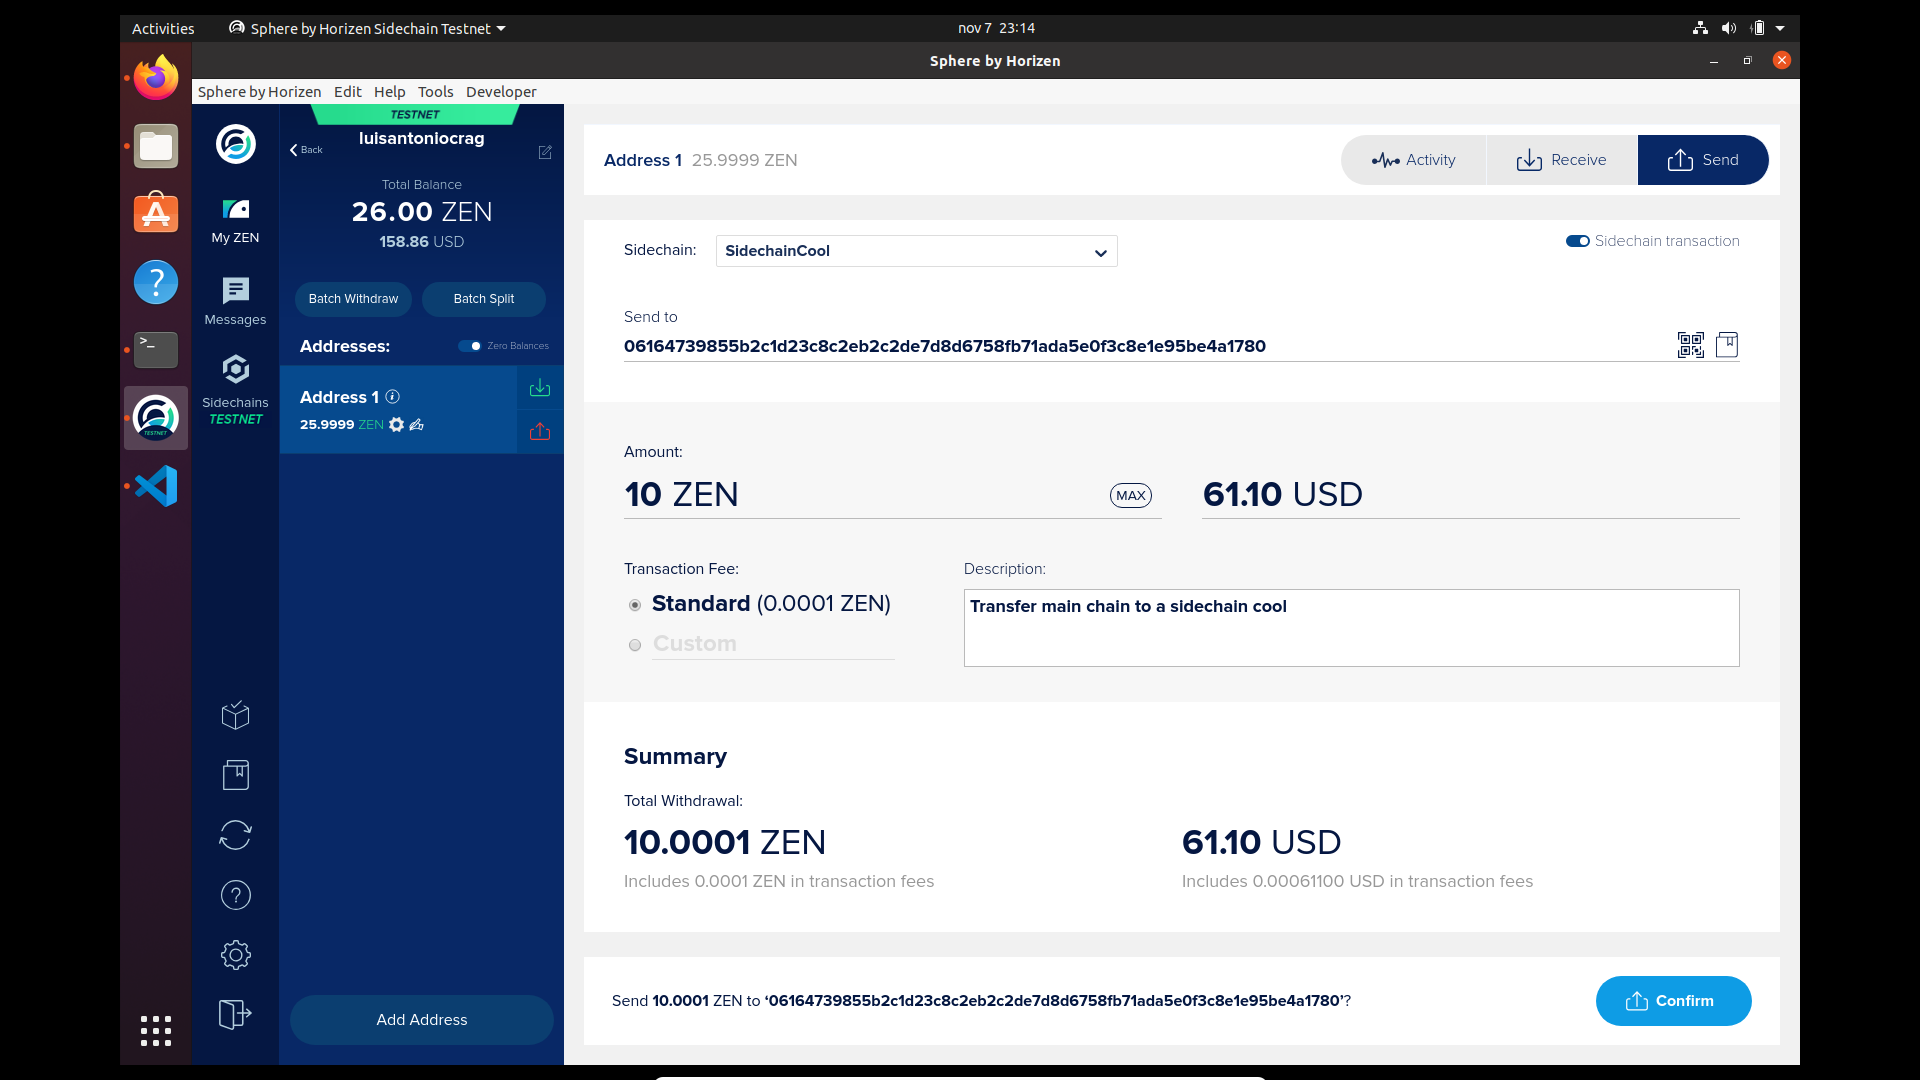 Activities
Sphere by Horizen Sidechain Testnet
nov 7 23:14
Sphere by Horizen
Sphere by Horizen Edit Help Tools Developer
TESTNET
Back
luisantoniocrag
Total Balance
26.00 ZEN
158.86 USD
Batch Withdraw
Batch Split
Addresses:
Zero Balances
Address 1
25.9999 ZEN
Add Address
My ZEN
Messages
Sidechains
TESTNET
TESTNET
Address 1 25.9999 ZEN
Activity
Receive
Send
Sidechain:
SidechainCool
Sidechain transaction
Send to
06164739855b2c1d23c8c2eb2c2de7d8d6758fb71ada5e0f3c8e1e95be4a1780
Amount:
10 ZEN
MAX
61.10 USD
Transaction Fee:
Standard (0.0001 ZEN)
Custom
Description:
Transfer main chain to a sidechain cool
Summary
Total Withdrawal:
10.0001 ZEN
61.10 USD
Includes 0.0001 ZEN in transaction fees
Includes 0.00061100 USD in transaction fees
Send 10.0001 ZEN to ‘06164739855b2c1d23c8c2eb2c2de7d8d6758fb71ada5e0f3c8e1e95be4a1780’?
Confirm